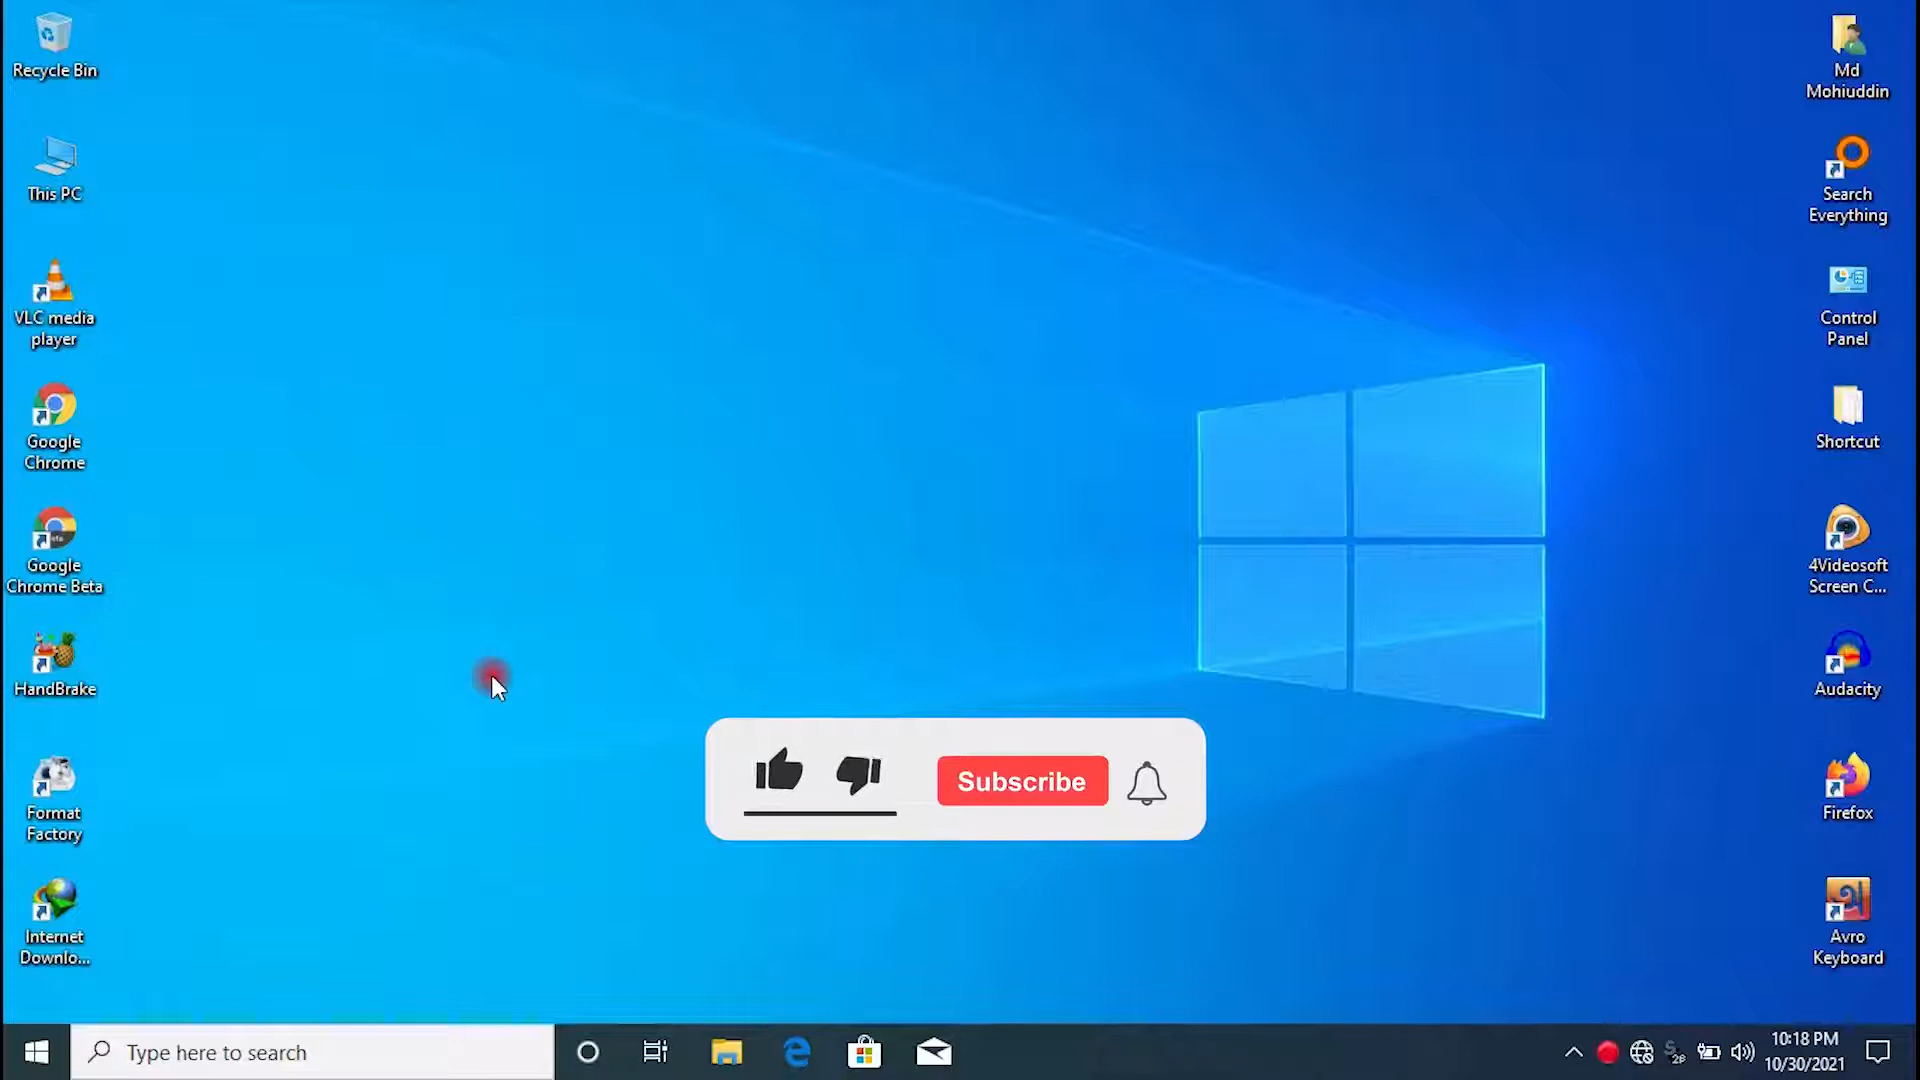 Recycle Bin
This PC
VLC media
player
Google
Chrome
Google
Chrome Beta
HandBrake
Format
Factory
Internet
Downlo...
Md
Mohiuddin
Search
Everything
Control
Panel
Shortcut
4Videosoft
Screen C...
Audacity
Firefox
Avro
Keyboard
Subscribe
Type here to search
10:18 PM
10/30/2021